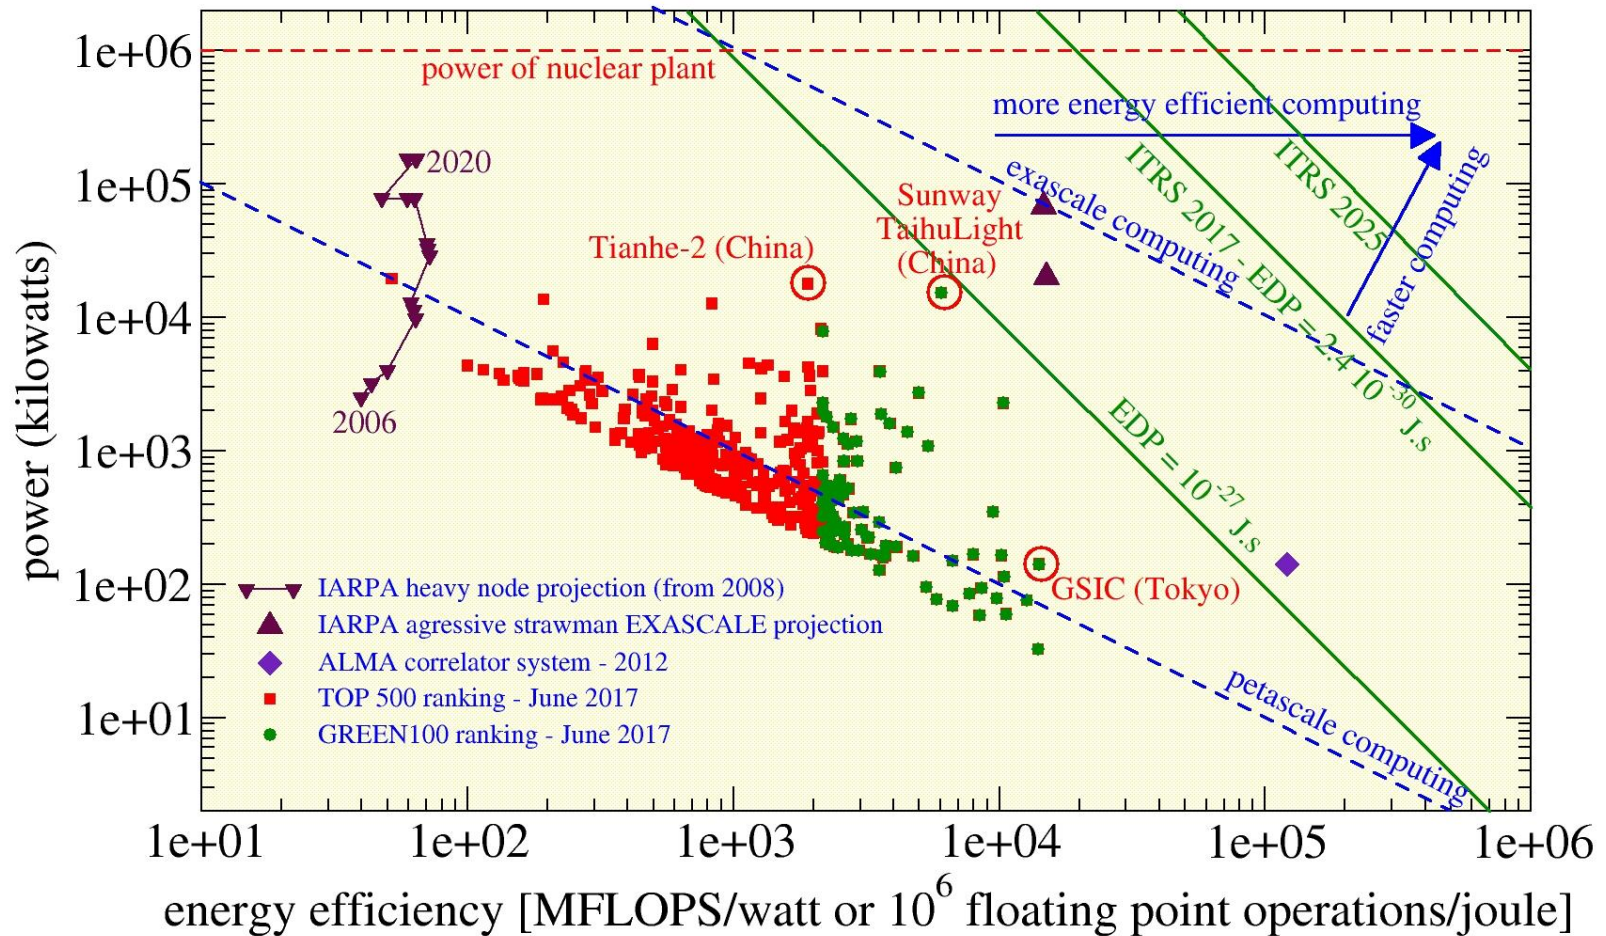 1e+06
power of nuclear plant
more energy efficient computing
2020
1e+05
exascale computing
ITRS 2017 - EDP = 2.4 10^-30 J.s
ITRS 2025
faster computing
Sunway
TaihuLight
(China)
Tianhe-2 (China)
1e+04
2006
EDP = 10^-27 J.s
1e+03
power (kilowatts)
1e+02
IARPA heavy node projection (from 2008)
GSIC (Tokyo)
IARPA agressive strawman EXASCALE projection
ALMA correlator system - 2012
TOP 500 ranking - June 2017
1e+01
GREEN100 ranking - June 2017
petascale computing
1e+01 1e+02 1e+03 1e+04 1e+05 1e+06
energy efficiency [MFLOPS/watt or 10^6 floating point operations/joule]